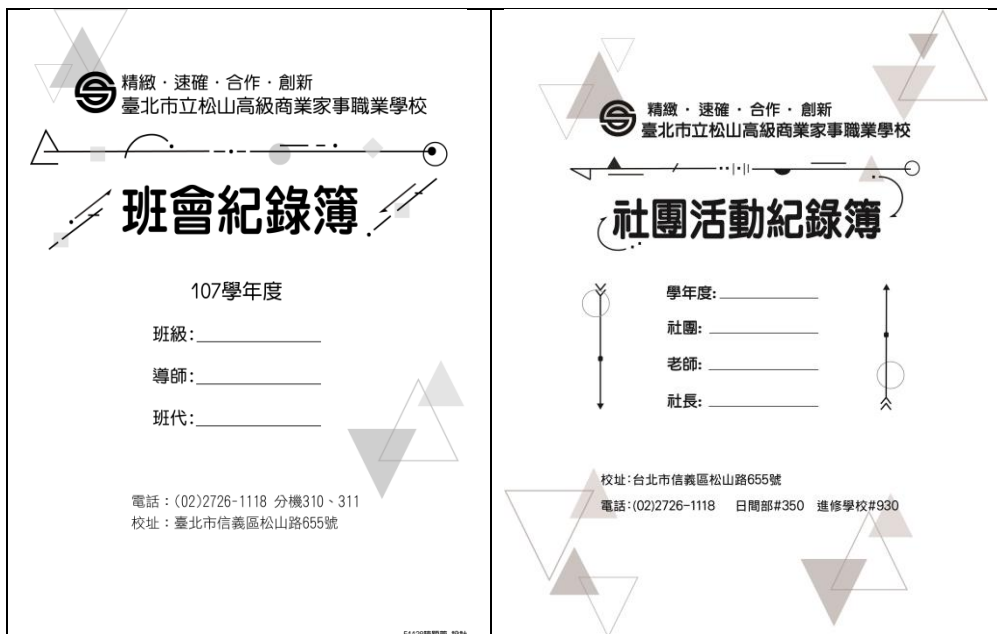 精緻・速確・合作・創新
臺北市立松山高級商業家事職業學校
班會紀錄簿
107學年度
班級:
導師:
班代:
電話：(02)2726-1118 分機310、311
校址：臺北市信義區松山路655號
精緻・速確・合作・創新
臺北市立松山高級商業家事職業學校
社團活動紀錄簿
學年度:
社團:
老師:
社長:
校址:台北市信義區松山路655號
電話:(02)2726-1118 日間部#350 進修學校#930